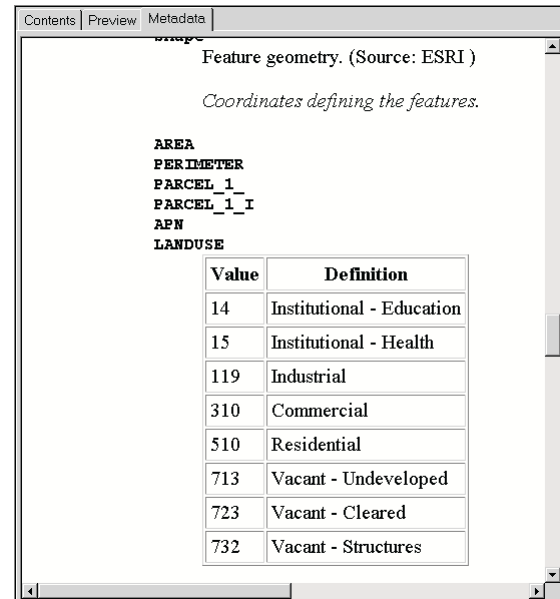 Contents Preview Metadata
Shape
Feature geometry. (Source: ESRI )
Coordinates defining the features.
AREA
PERIMETER
PARCEL_1_
PARCEL_1_I
APN
LANDUSE
Value Definition
14 Institutional - Education
15 Institutional - Health
119 Industrial
310 Commercial
510 Residential
713 Vacant - Undeveloped
723 Vacant - Cleared
732 Vacant - Structures